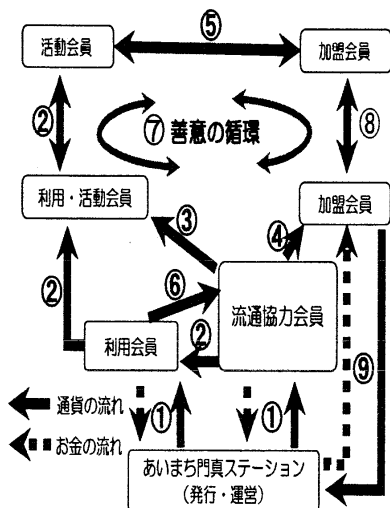 ⑤
活動会員
加盟会員
②
⑦善意の循環
⑧
利用・活動会員
加盟会員
③
④
②
⑥
流通協力会員
②
利用会員
⑨
通貨の流れ
①
①
お金の流れ
あいまち門真ステーション
(発行・運営)